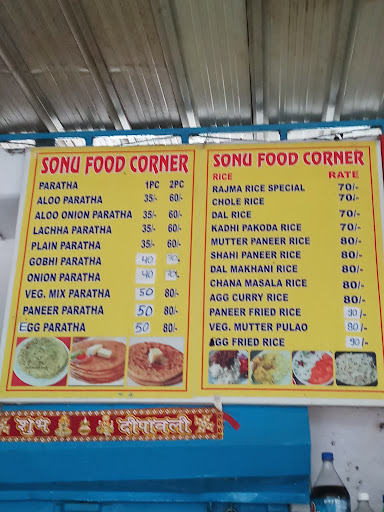 SONU FOOD CORNER
PARATHA 1PC 2PC
ALOO PARATHA 35/- 60/-
ALOO ONION PARATHA 35/- 60/-
LACHHA PARATHA 35/- 60/-
PLAIN PARATHA 35/- 60/-
GOBHI PARATHA 40
ONION PARATHA 40
VEG. MIX PARATHA 50 80/-
PANEER PARATHA 50 80/-
EGG PARATHA 50 80/-
SONU FOOD CORNER
RICE RATE
RAJMA RICE SPECIAL 70/-
CHOLE RICE 70/-
DAL RICE 70/-
KADHI PAKODA RICE 70/-
MUTTER PANEER RICE 80/-
SHAHI PANEER RICE 80/-
DAL MAKHANI RICE 80/-
CHANA MASALA RICE 80/-
AGG CURRY RICE 80/-
PANEER FRIED RICE 90/-
VEG. MUTTER PULAO 80/-
AGG FRIED RICE 90/-
शुभ दीपावली